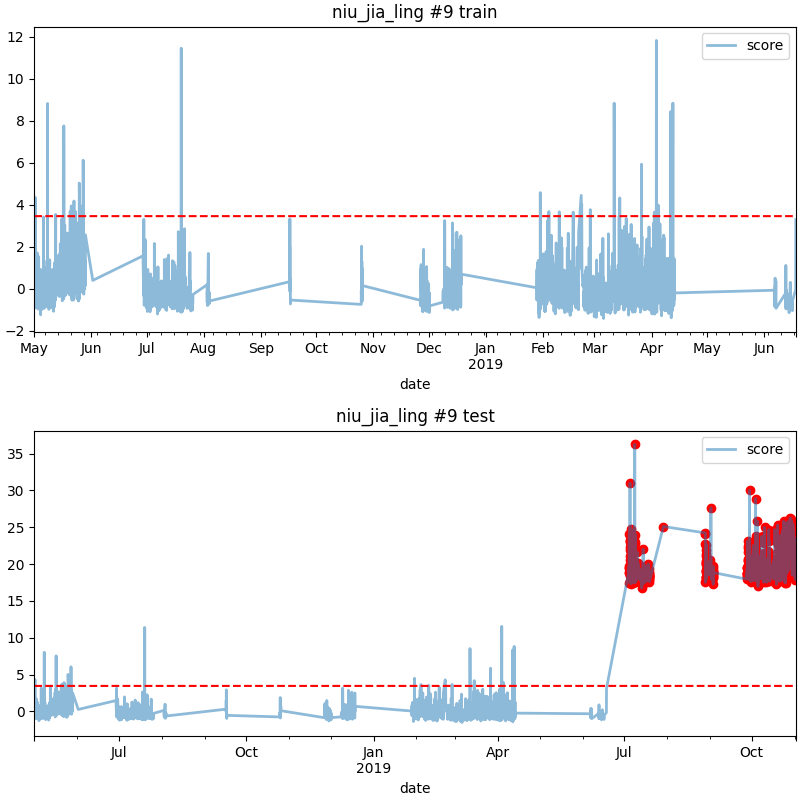 niu_jia_ling #9 train
score
12
10
8
6
4
2
0
−2
May Jun Jul Aug Sep Oct Nov Dec Jan Feb Mar Apr May Jun
2019
date
niu_jia_ling #9 test
score
35
30
25
20
15
10
5
0
Jul Oct Jan Apr Jul Oct
2019
date